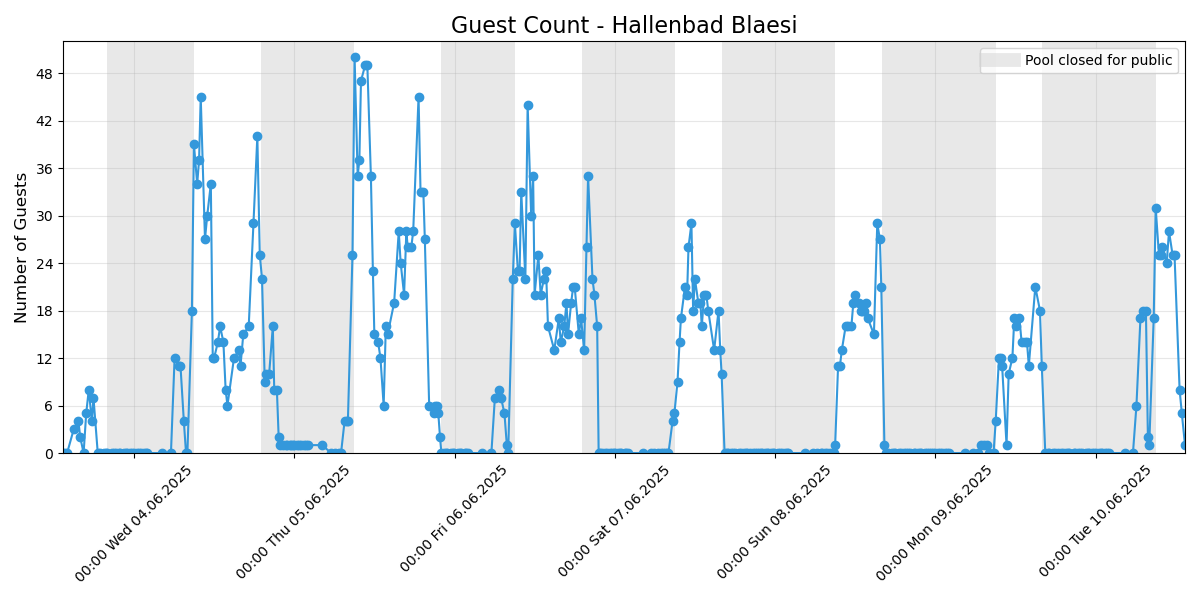 Guest Count - Hallenbad Blaesi
Pool closed for public
Number of Guests
48
42
36
30
24
18
12
6
0
00:00 Wed 04.06.2025
00:00 Thu 05.06.2025
00:00 Fri 06.06.2025
00:00 Sat 07.06.2025
00:00 Sun 08.06.2025
00:00 Mon 09.06.2025
00:00 Tue 10.06.2025